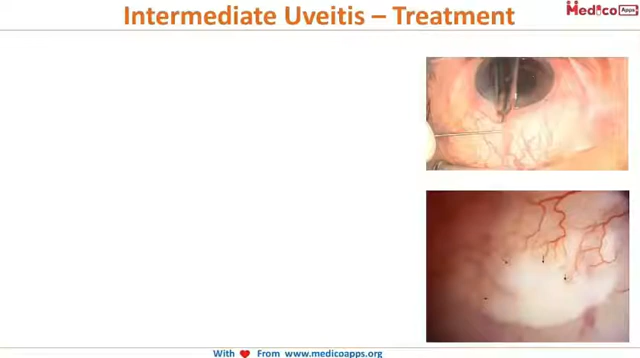 Intermediate Uveitis – Treatment
Medico Apps
With From www.medicoapps.org